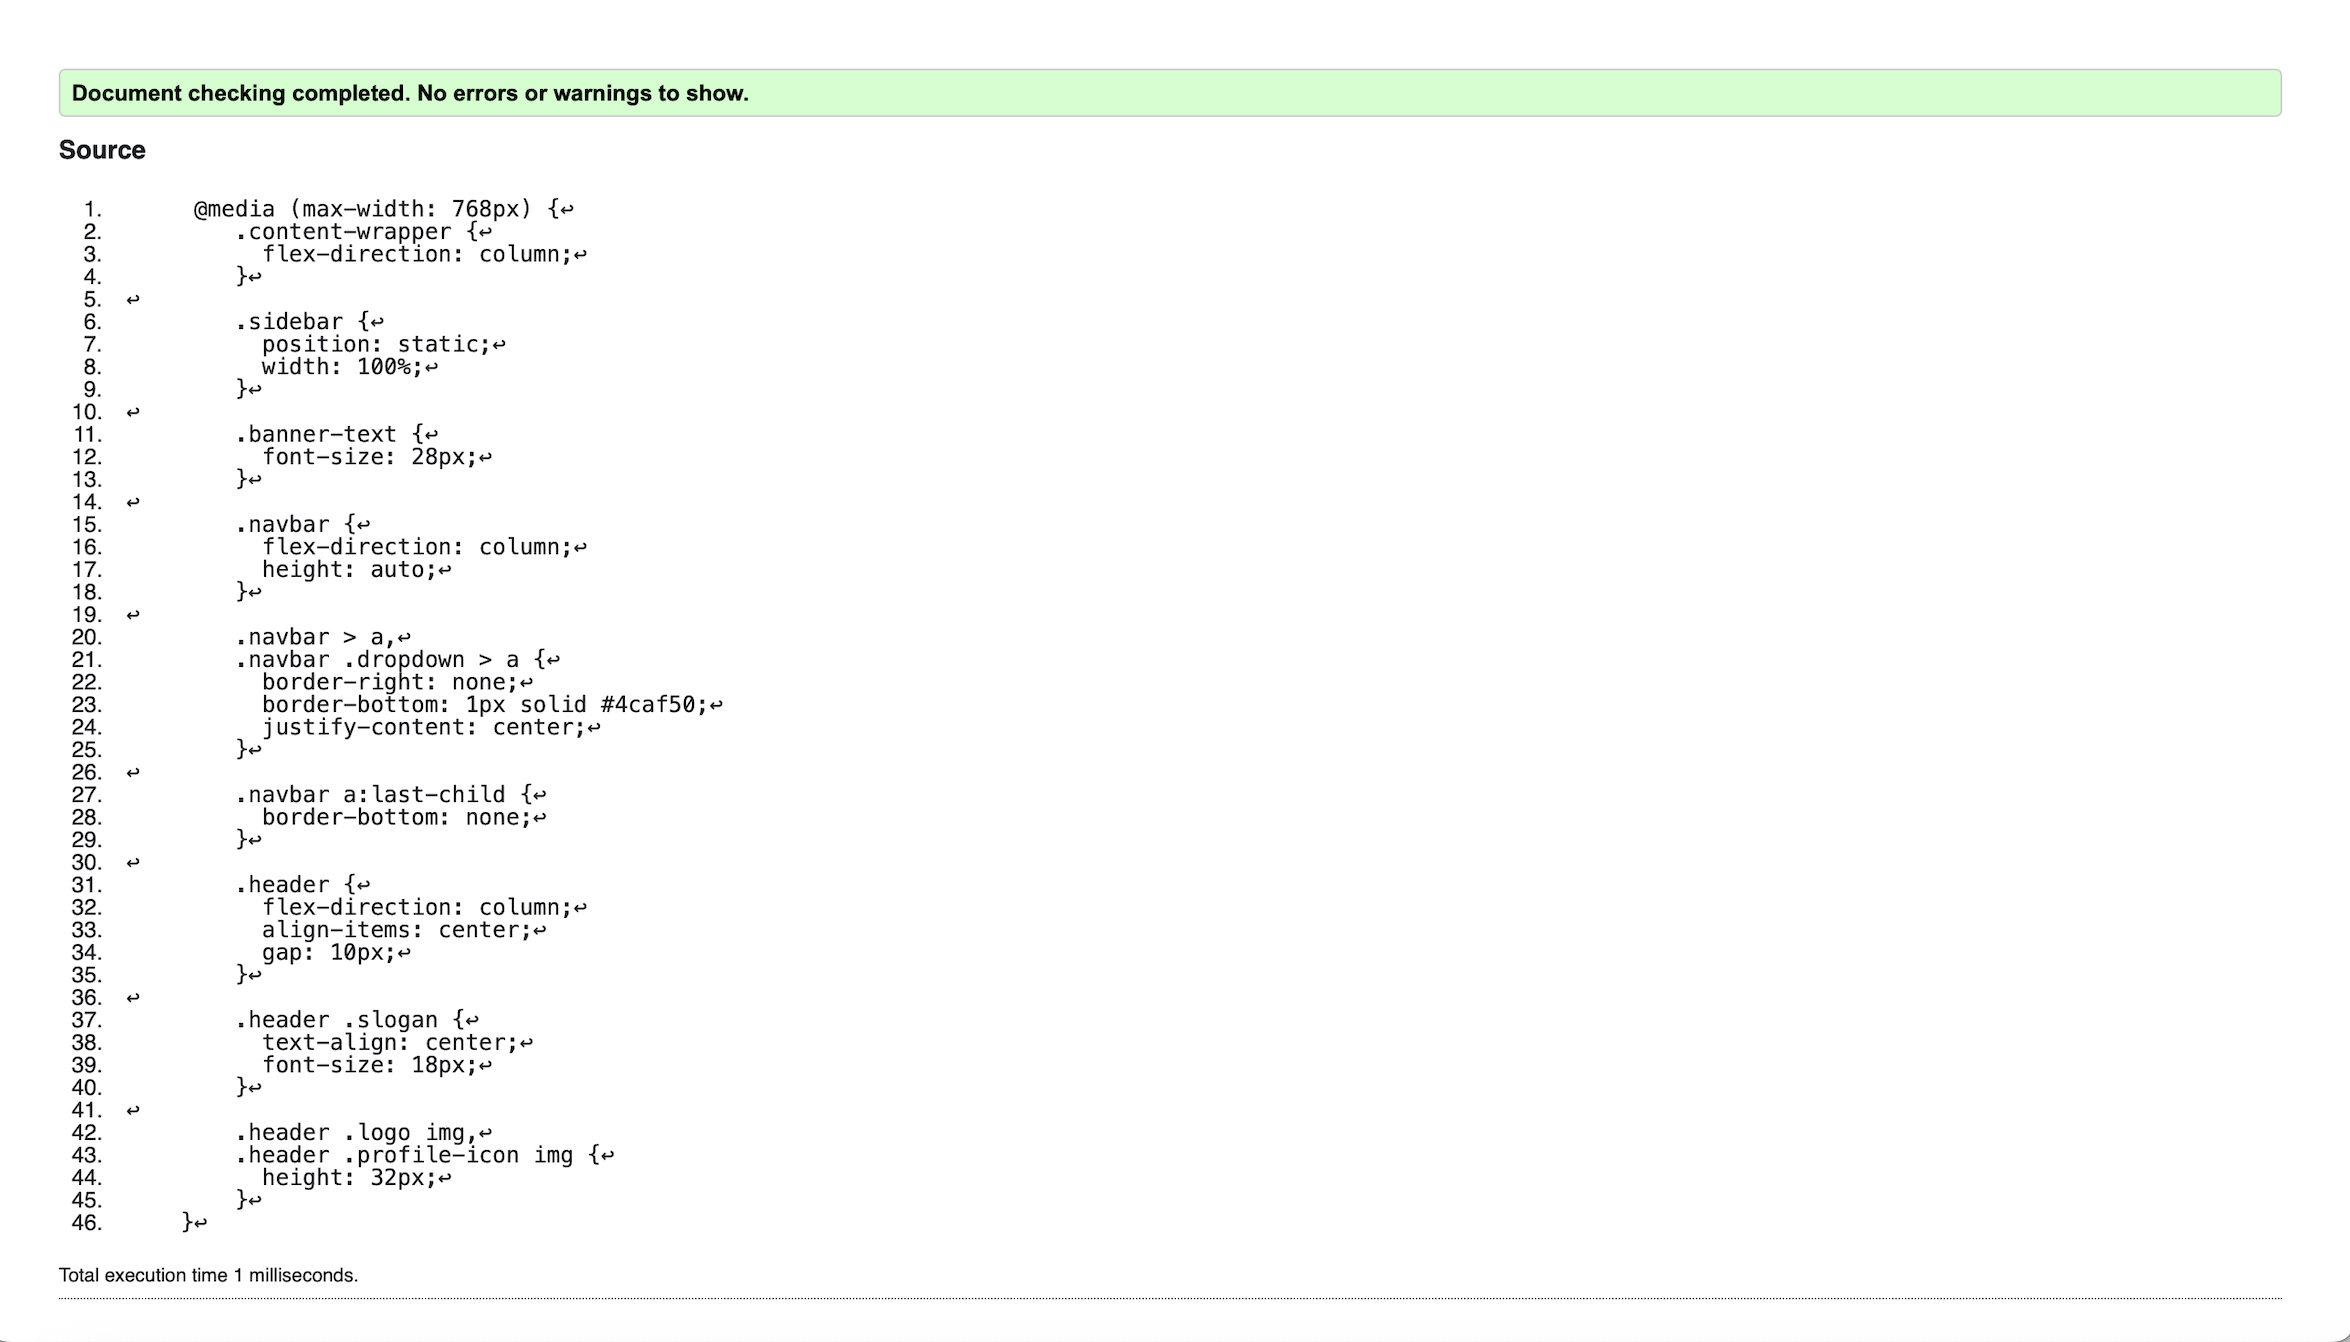 Document checking completed. No errors or warnings to show.
Source
1. @media (max-width: 768px) {↩
2. .content-wrapper {↩
3. flex-direction: column;↩
4. }↩
5. ↩
6. .sidebar {↩
7. position: static;↩
8. width: 100%;↩
9. }↩
10. ↩
11. .banner-text {↩
12. font-size: 28px;↩
13. }↩
14. ↩
15. .navbar {↩
16. flex-direction: column;↩
17. height: auto;↩
18. }↩
19. ↩
20. .navbar > a,↩
21. .navbar .dropdown > a {↩
22. border-right: none;↩
23. border-bottom: 1px solid #4caf50;↩
24. justify-content: center;↩
25. }↩
26. ↩
27. .navbar a:last-child {↩
28. border-bottom: none;↩
29. }↩
30. ↩
31. .header {↩
32. flex-direction: column;↩
33. align-items: center;↩
34. gap: 10px;↩
35. }↩
36. ↩
37. .header .slogan {↩
38. text-align: center;↩
39. font-size: 18px;↩
40. }↩
41. ↩
42. .header .logo img,↩
43. .header .profile-icon img {↩
44. height: 32px;↩
45. }↩
46. }↩
Total execution time 1 milliseconds.